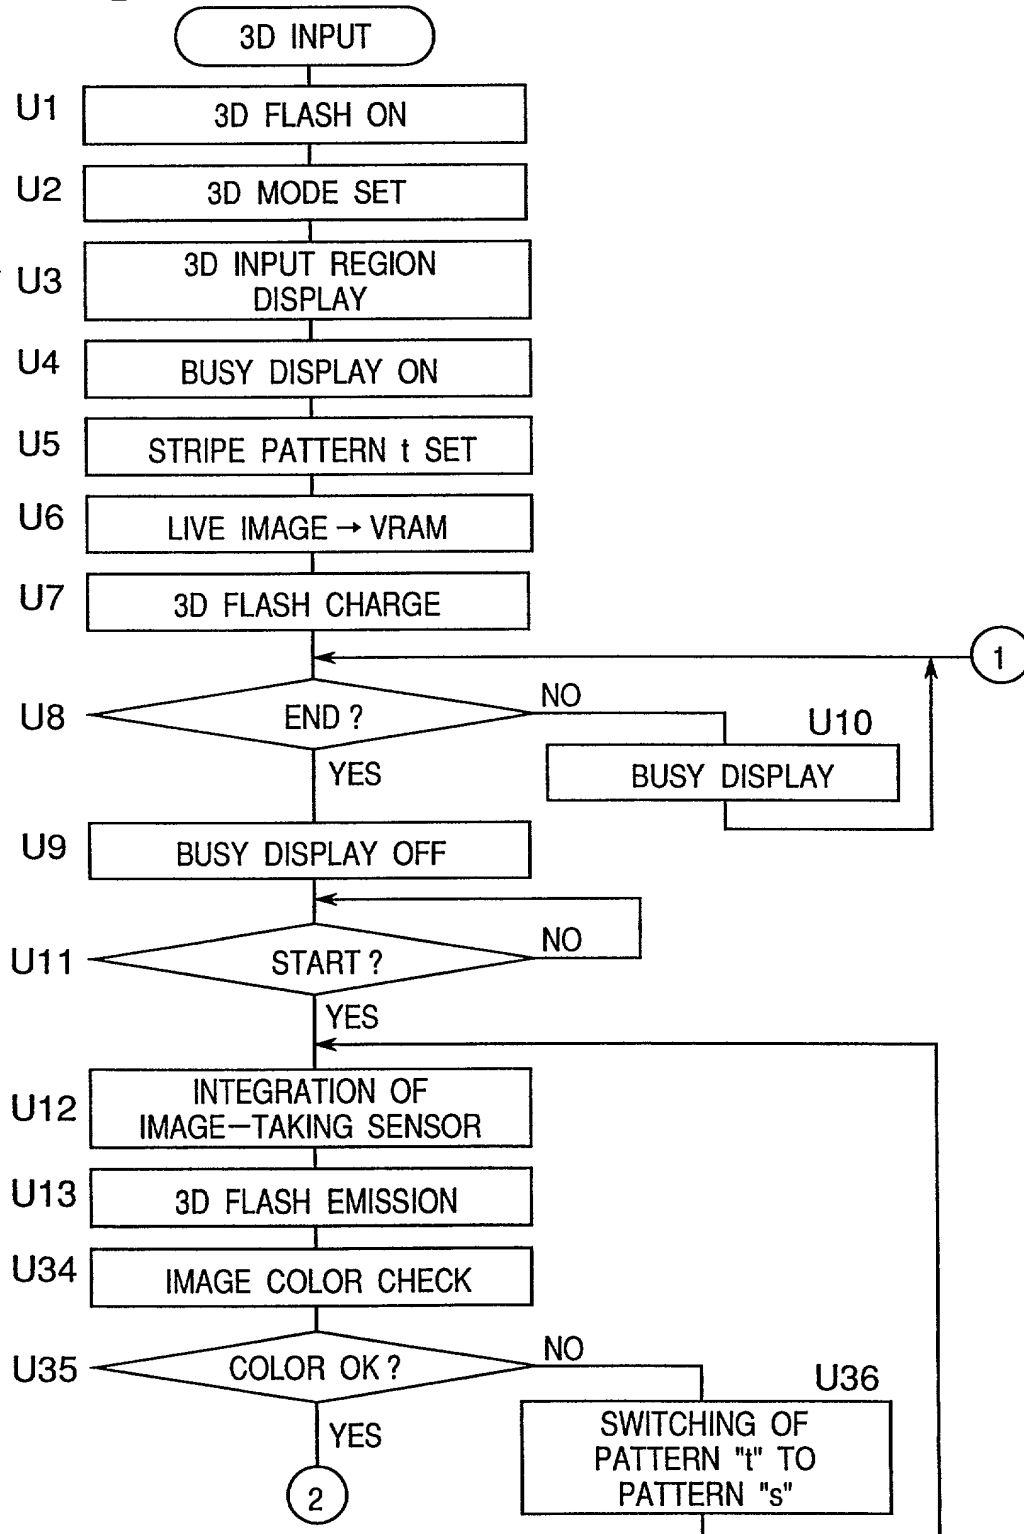 3D INPUT
U1
3D FLASH ON
U2
3D MODE SET
U3
3D INPUT REGION
DISPLAY
U4
BUSY DISPLAY ON
U5
STRIPE PATTERN t SET
U6
LIVE IMAGE → VRAM
U7
3D FLASH CHARGE
1
U8
END ?
NO
U10
BUSY DISPLAY
YES
U9
BUSY DISPLAY OFF
U11
START ?
NO
YES
U12
INTEGRATION OF
IMAGE-TAKING SENSOR
U13
3D FLASH EMISSION
U34
IMAGE COLOR CHECK
U35
COLOR OK ?
NO
U36
SWITCHING OF
PATTERN "t" TO
PATTERN "s"
YES
2